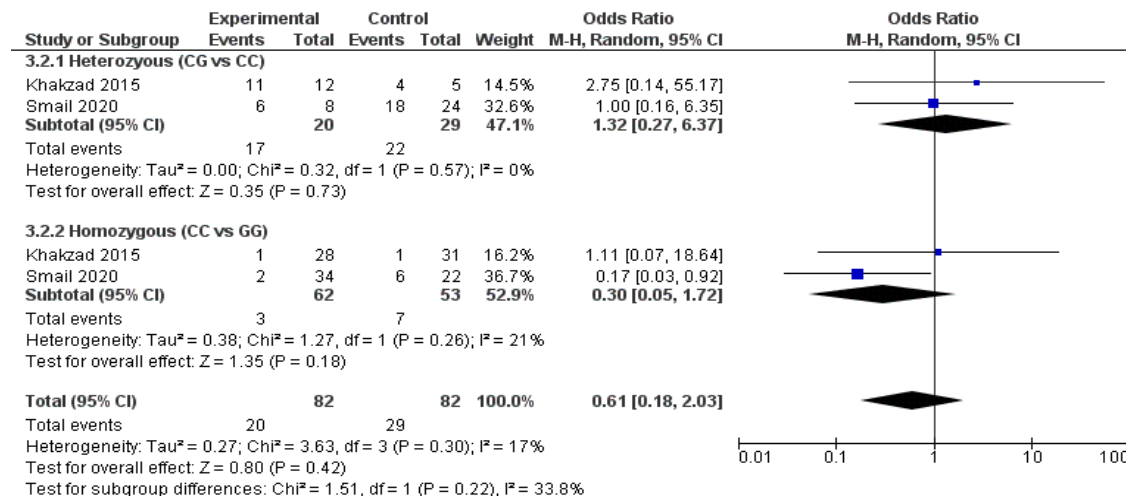 Experimental Control Odds Ratio Odds Ratio
Study or Subgroup Events Total Events Total Weight M-H, Random, 95% CI M-H, Random, 95% CI
3.2.1 Heterozyous (CG vs CC)
Khakzad 2015 11 12 4 5 14.5% 2.75 [0.14, 55.17]
Smail 2020 6 8 18 24 32.6% 1.00 [0.16, 6.35]
Subtotal (95% CI) 20 29 47.1% 1.32 [0.27, 6.37]
Total events 17 22
Heterogeneity: Tau² = 0.00; Chi² = 0.32, df = 1 (P = 0.57); I² = 0%
Test for overall effect: Z = 0.35 (P = 0.73)
3.2.2 Homozygous (CC vs GG)
Khakzad 2015 1 28 1 31 16.2% 1.11 [0.07, 18.64]
Smail 2020 2 34 6 22 36.7% 0.17 [0.03, 0.92]
Subtotal (95% CI) 62 53 52.9% 0.30 [0.05, 1.72]
Total events 3 7
Heterogeneity: Tau² = 0.38; Chi² = 1.27, df = 1 (P = 0.26); I² = 21%
Test for overall effect: Z = 1.35 (P = 0.18)
Total (95% CI) 82 82 100.0% 0.61 [0.18, 2.03]
Total events 20 29
Heterogeneity: Tau² = 0.27; Chi² = 3.63, df = 3 (P = 0.30); I² = 17%
Test for overall effect: Z = 0.80 (P = 0.42)
Test for subgroup differences: Chi² = 1.51, df = 1 (P = 0.22), I² = 33.8%
0.01 0.1 1 10 100